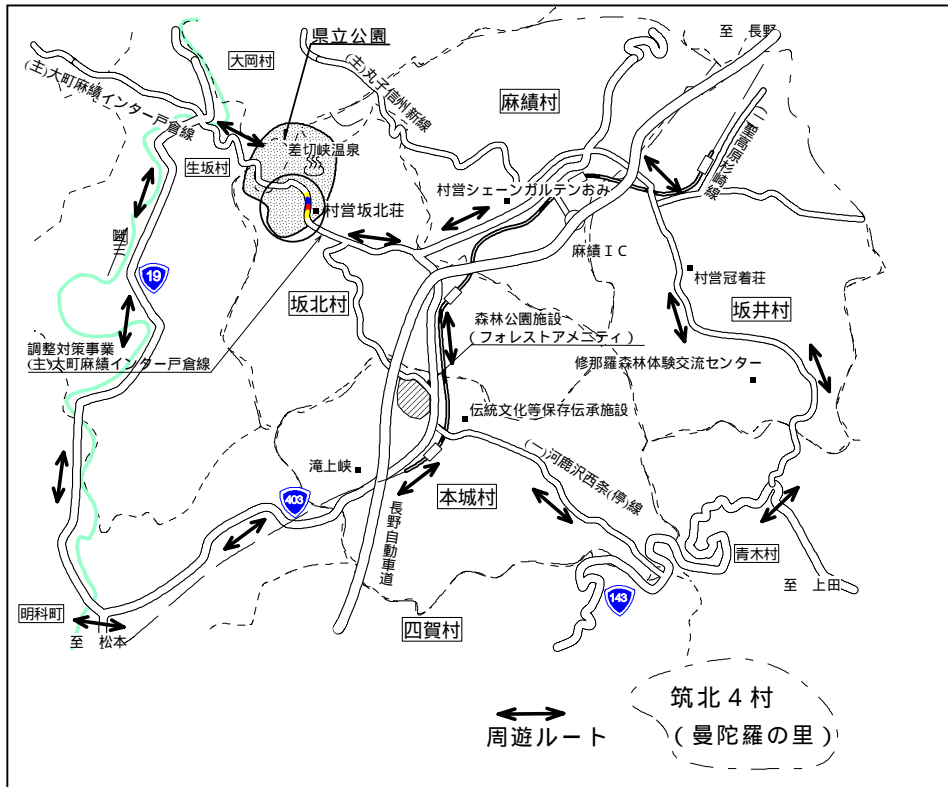 県立公園
至 長野
大岡村
(主)大町麻績インター戸倉線
(主)丸子信州新線
麻績村
(一)聖高原杉崎線
差切峡温泉
生坂村
村営シェーンガルテンおみ
村営坂北荘
麻績IC
19
村営冠着荘
坂北村
坂井村
森林公園施設
(フォレストアメニティ)
調整対策事業
(主)大町麻績インター戸倉線
修那羅森林体験交流センター
伝統文化等保存伝承施設
滝上峡
(一)河鹿沢西条(停)線
403
本城村
長野自動車道
青木村
至 上田
143
明科町
至 松本
四賀村
筑北4村
(曼陀羅の里)
周遊ルート